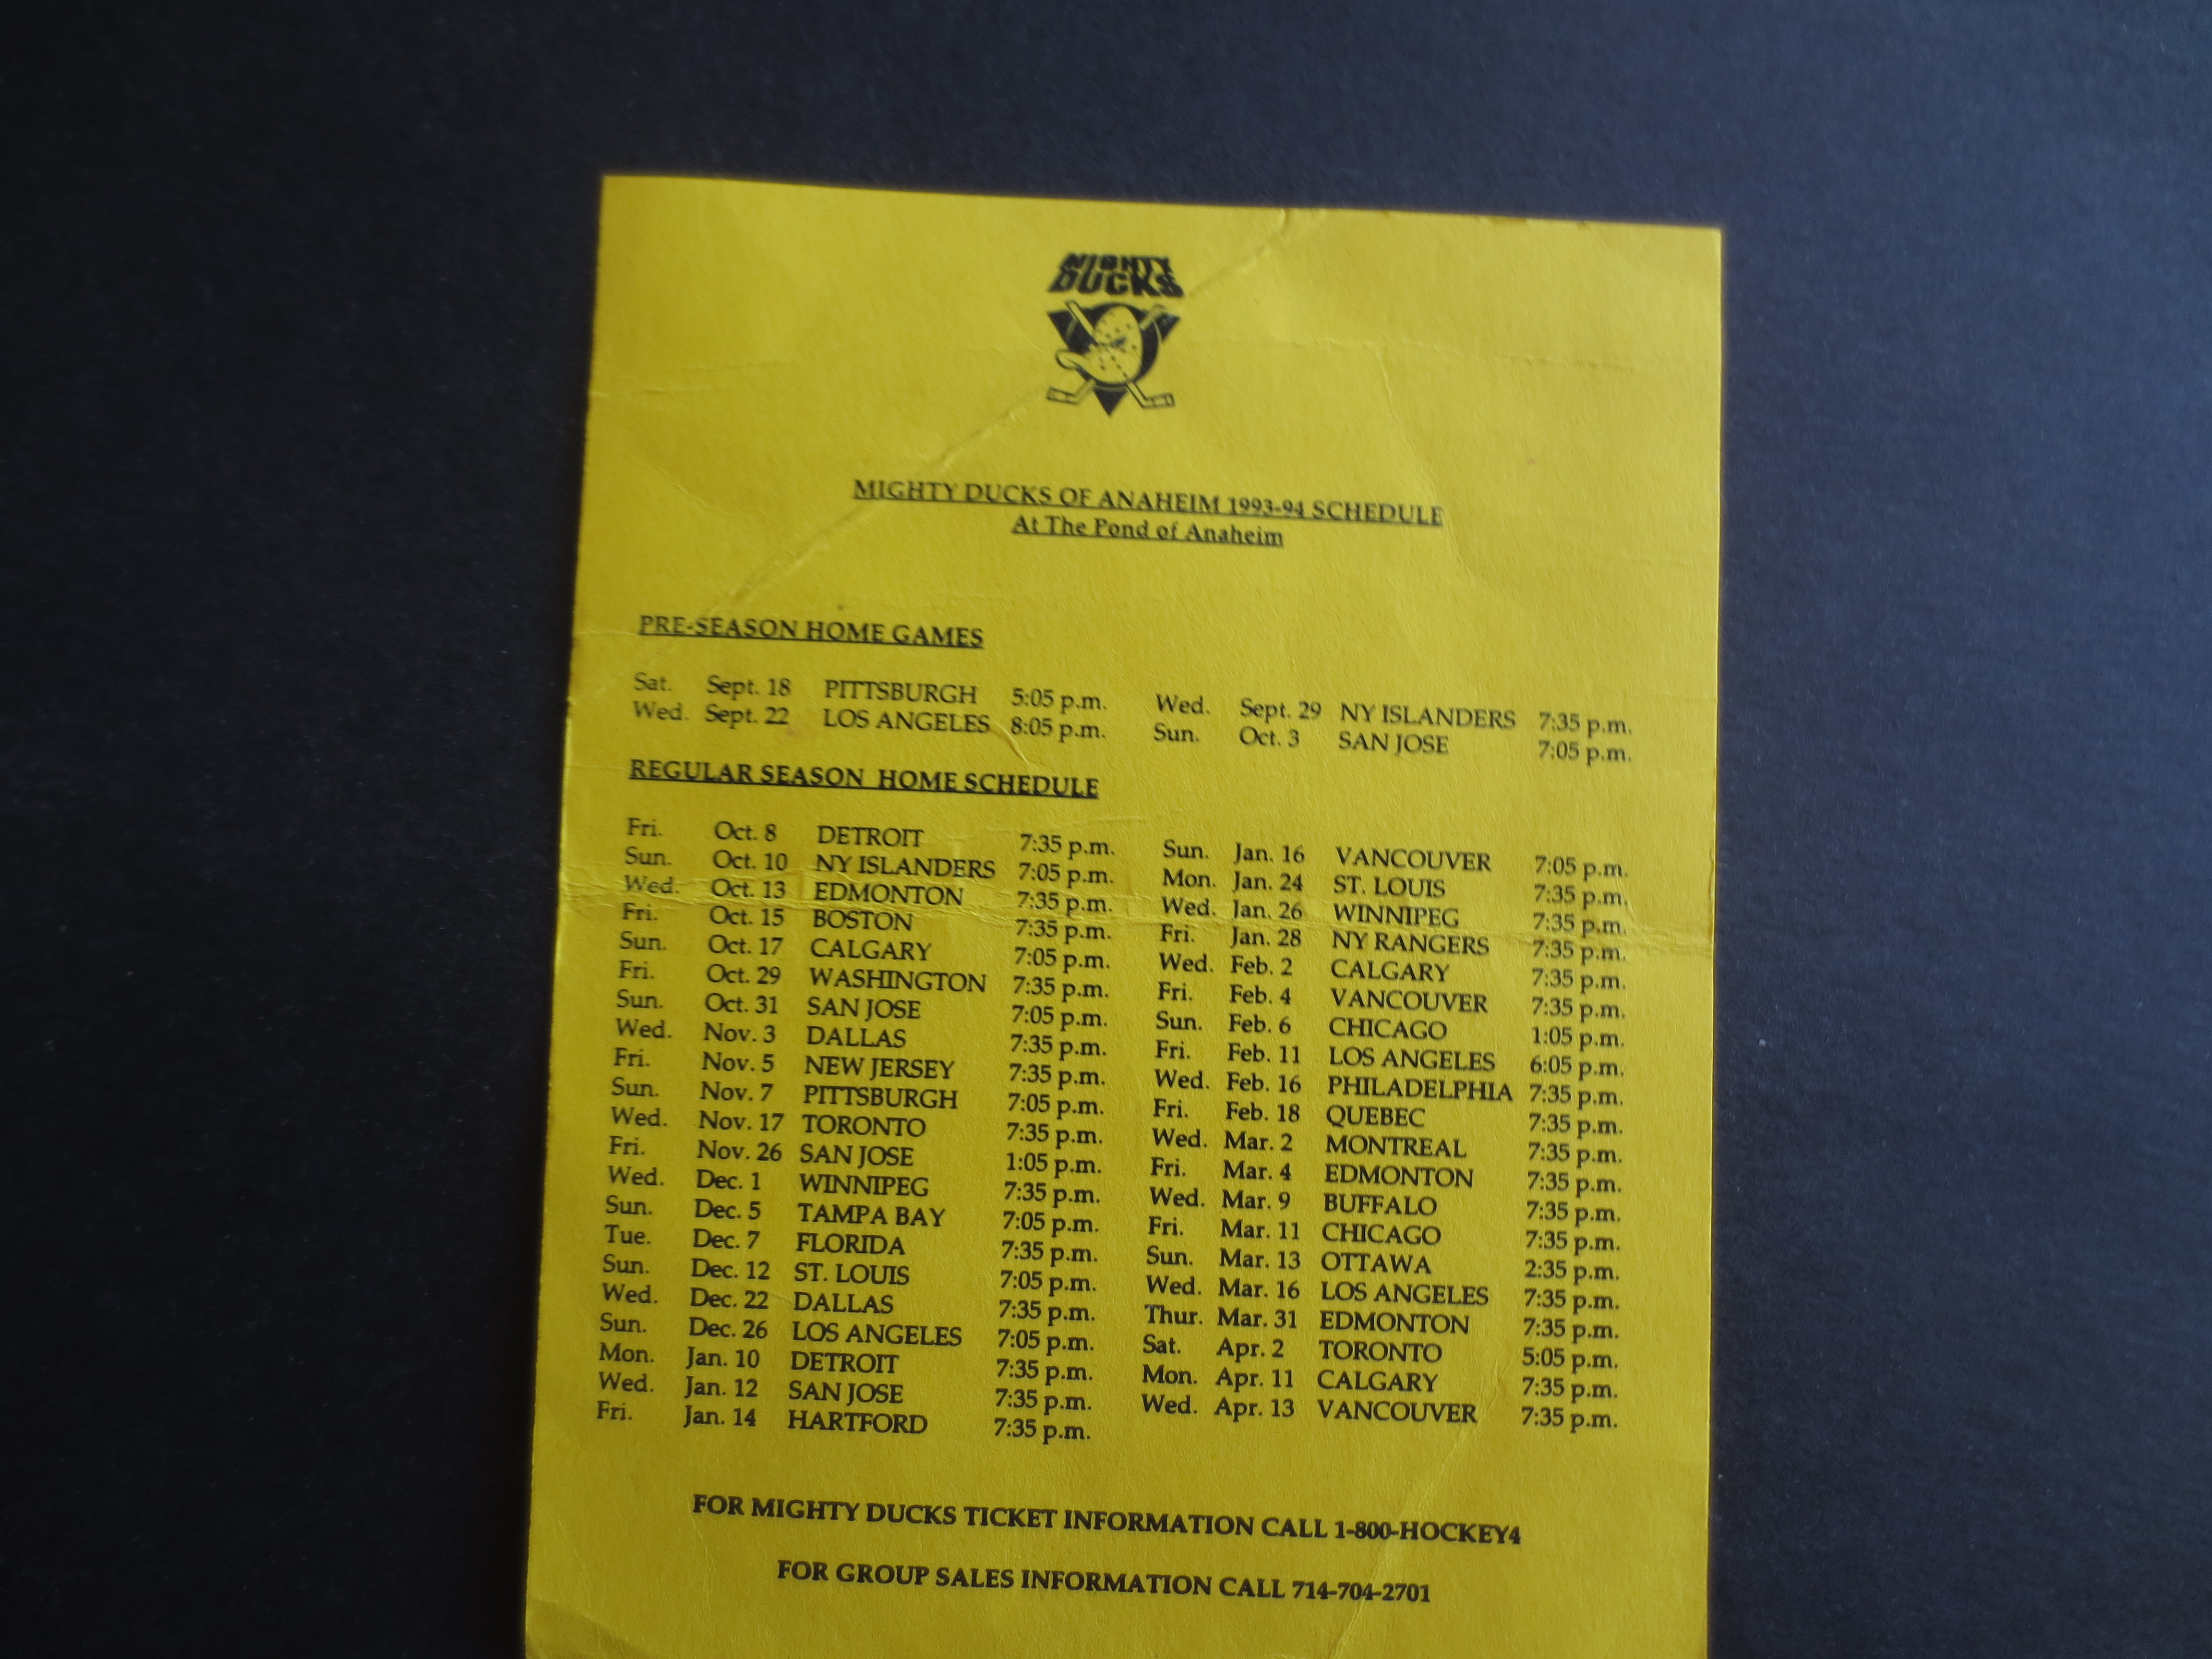 MIGHTY
DUCKS
MIGHTY DUCKS OF ANAHEIM 1993-94 SCHEDULE
At The Pond of Anaheim
PRE-SEASON HOME GAMES
Sat. Sept. 18 PITTSBURGH 5:05 p.m.
Wed. Sept. 22 LOS ANGELES 8:05 p.m.
Wed. Sept. 29 NY ISLANDERS 7:35 p.m.
Sun. Oct. 3 SAN JOSE 7:05 p.m.
REGULAR SEASON HOME SCHEDULE
Fri. Oct. 8 DETROIT 7:35 p.m.
Sun. Oct. 10 NY ISLANDERS 7:05 p.m.
Wed. Oct. 13 EDMONTON 7:35 p.m.
Fri. Oct. 15 BOSTON 7:35 p.m.
Sun. Oct. 17 CALGARY 7:05 p.m.
Fri. Oct. 29 WASHINGTON 7:35 p.m.
Sun. Oct. 31 SAN JOSE 7:05 p.m.
Wed. Nov. 3 DALLAS 7:35 p.m.
Fri. Nov. 5 NEW JERSEY 7:35 p.m.
Sun. Nov. 7 PITTSBURGH 7:05 p.m.
Wed. Nov. 17 TORONTO 7:35 p.m.
Fri. Nov. 26 SAN JOSE 1:05 p.m.
Wed. Dec. 1 WINNIPEG 7:35 p.m.
Sun. Dec. 5 TAMPA BAY 7:05 p.m.
Tue. Dec. 7 FLORIDA 7:35 p.m.
Sun. Dec. 12 ST. LOUIS 7:05 p.m.
Wed. Dec. 22 DALLAS 7:35 p.m.
Sun. Dec. 26 LOS ANGELES 7:05 p.m.
Mon. Jan. 10 DETROIT 7:35 p.m.
Wed. Jan. 12 SAN JOSE 7:35 p.m.
Fri. Jan. 14 HARTFORD 7:35 p.m.
Sun. Jan. 16 VANCOUVER 7:05 p.m.
Mon. Jan. 24 ST. LOUIS 7:35 p.m.
Wed. Jan. 26 WINNIPEG 7:35 p.m.
Fri. Jan. 28 NY RANGERS 7:35 p.m.
Wed. Feb. 2 CALGARY 7:35 p.m.
Fri. Feb. 4 VANCOUVER 7:35 p.m.
Sun. Feb. 6 CHICAGO 1:05 p.m.
Fri. Feb. 11 LOS ANGELES 6:05 p.m.
Wed. Feb. 16 PHILADELPHIA 7:35 p.m.
Fri. Feb. 18 QUEBEC 7:35 p.m.
Wed. Mar. 2 MONTREAL 7:35 p.m.
Fri. Mar. 4 EDMONTON 7:35 p.m.
Wed. Mar. 9 BUFFALO 7:35 p.m.
Fri. Mar. 11 CHICAGO 7:35 p.m.
Sun. Mar. 13 OTTAWA 2:35 p.m.
Wed. Mar. 16 LOS ANGELES 7:35 p.m.
Thur. Mar. 31 EDMONTON 7:35 p.m.
Sat. Apr. 2 TORONTO 5:05 p.m.
Mon. Apr. 11 CALGARY 7:35 p.m.
Wed. Apr. 13 VANCOUVER 7:35 p.m.
FOR MIGHTY DUCKS TICKET INFORMATION CALL 1-800-HOCKEY4
FOR GROUP SALES INFORMATION CALL 714-704-2701